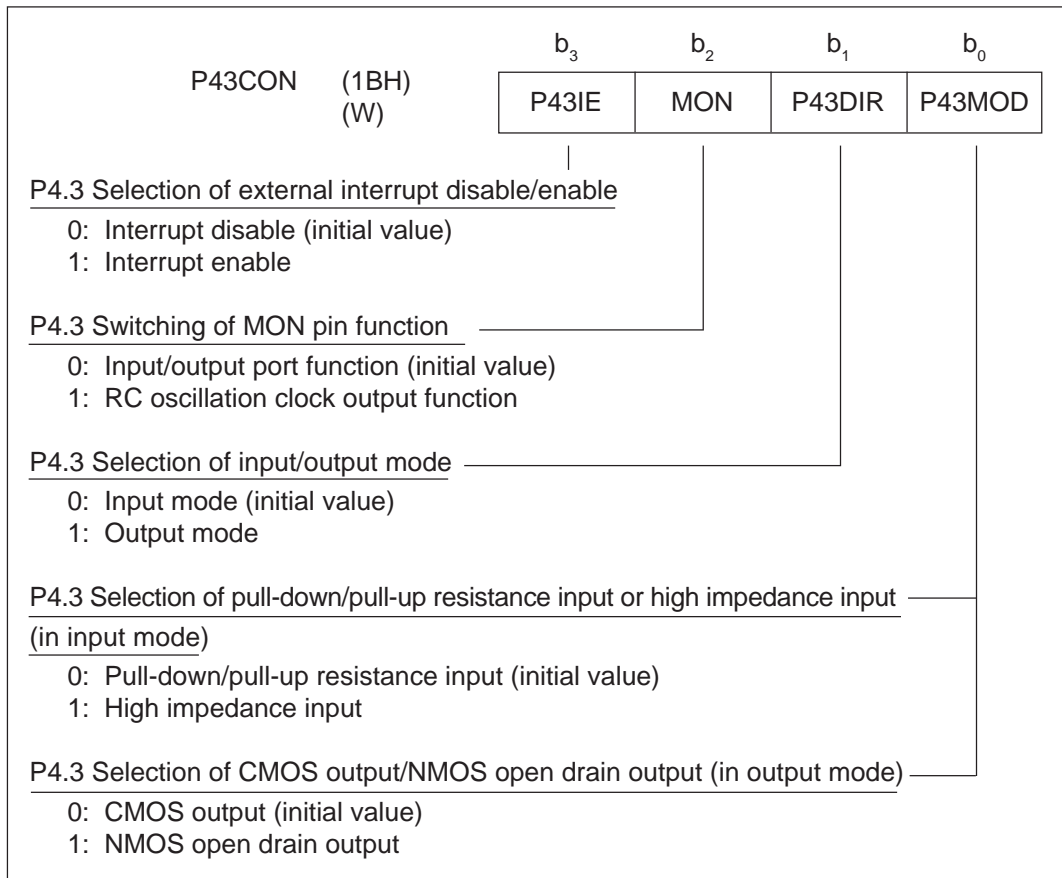 b3 b2 b1 b0
P43CON (1BH)
(W)
P43IE MON P43DIR P43MOD
P4.3 Selection of external interrupt disable/enable
0: Interrupt disable (initial value)
1: Interrupt enable
P4.3 Switching of MON pin function
0: Input/output port function (initial value)
1: RC oscillation clock output function
P4.3 Selection of input/output mode
0: Input mode (initial value)
1: Output mode
P4.3 Selection of pull-down/pull-up resistance input or high impedance input
(in input mode)
0: Pull-down/pull-up resistance input (initial value)
1: High impedance input
P4.3 Selection of CMOS output/NMOS open drain output (in output mode)
0: CMOS output (initial value)
1: NMOS open drain output